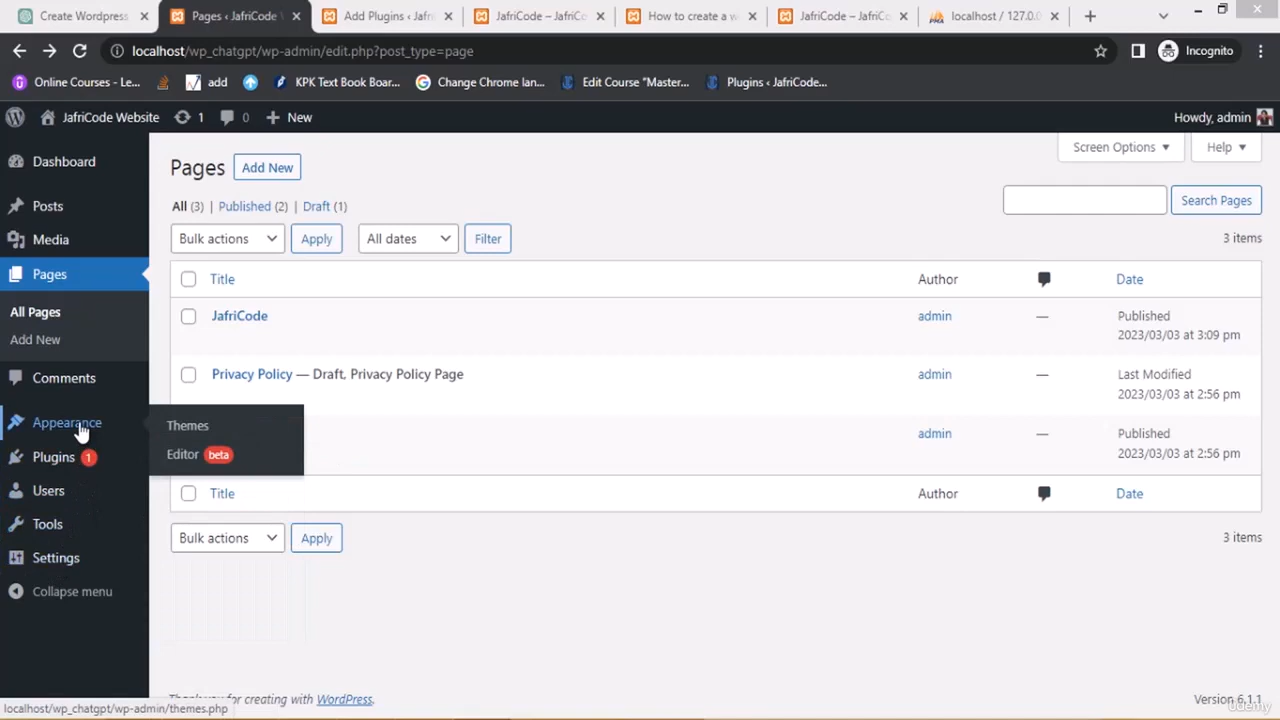 Create Wordpress
Pages ‹ JafriCode
Add Plugins ‹ Jafri
JafriCode – JafriCo
How to create a w
JafriCode – JafriCo
localhost / 127.0.0
localhost/wp_chatgpt/wp-admin/edit.php?post_type=page
Incognito
Online Courses - Le...
add
KPK Text Book Boar...
Change Chrome lan...
Edit Course "Master...
Plugins ‹ JafriCode...
JafriCode Website 1 0 New
Howdy, admin
Dashboard
Posts
Media
Pages
All Pages
Add New
Comments
Appearance
Plugins 1
Users
Tools
Settings
Collapse menu
Themes
Editor beta
Pages Add New
Screen Options ▼ Help ▼
All (3) | Published (2) | Draft (1)
Search Pages
Bulk actions Apply All dates Filter
3 items
Title Author Date
JafriCode admin — Published
2023/03/03 at 3:09 pm
Privacy Policy — Draft, Privacy Policy Page admin — Last Modified
2023/03/03 at 2:56 pm
admin — Published
2023/03/03 at 2:56 pm
Title Author Date
Bulk actions Apply
3 items
Thank you for creating with WordPress.
Version 6.1.1
localhost/wp_chatgpt/wp-admin/themes.php
Udemy